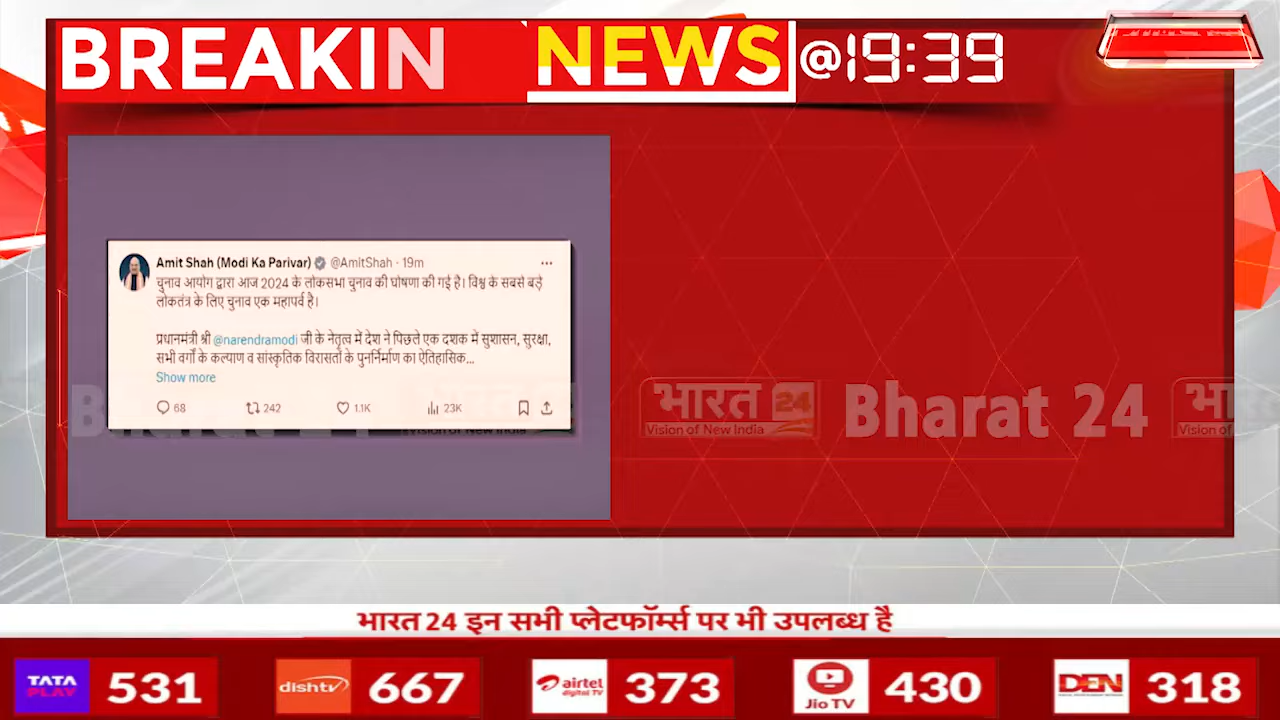 BREAKIN NEWS @19:39
Amit Shah (Modi Ka Parivar) @AmitShah · 19m
चुनाव आयोग द्वारा आज 2024 के लोकसभा चुनाव की घोषणा की गई है। विश्व के सबसे बड़े
लोकतंत्र के लिए चुनाव एक महापर्व है।
प्रधानमंत्री श्री @narendramodi जी के नेतृत्व में देश ने पिछले एक दशक में सुशासन, सुरक्षा,
सभी वर्गों के कल्याण व सांस्कृतिक विरासतों के पुनर्निर्माण का ऐतिहासिक...
Show more
68 242 1.1K 23K
भारत 24 Bharat 24
Vision of New India
भारत 24 इन सभी प्लेटफॉर्म्स पर भी उपलब्ध है
TATA PLAY 531 dishtv 667 airtel digital TV 373 JioTV 430 DEN 318